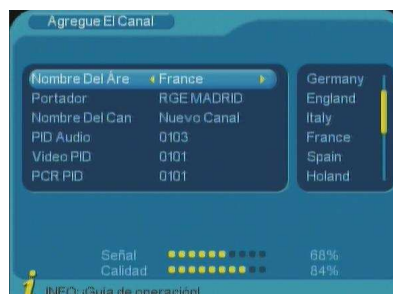 Agregue El Canal
Nombre Del Áre France
Portador RGE MADRID
Nombre Del Can Nuevo Canal
PID Audio 0103
Video PID 0101
PCR PID 0101
Germany
England
Italy
France
Spain
Holand
Señal 68%
Calidad 84%
INFO: ¡Guía de operación!